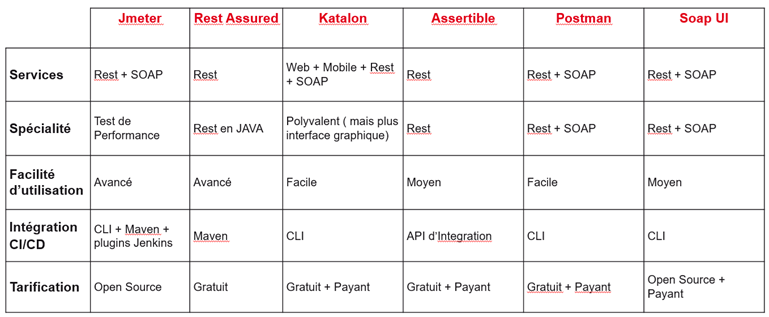 Jmeter Rest Assured Katalon Assertible Postman Soap UI
Services Rest + SOAP Rest Web + Mobile + Rest + SOAP Rest Rest + SOAP Rest + SOAP
Spécialité Test de Performance Rest en JAVA Polyvalent ( mais plus interface graphique) Rest Rest + SOAP Rest + SOAP
Facilité d'utilisation Avancé Avancé Facile Moyen Facile Moyen
Intégration CI/CD CLI + Maven + plugins Jenkins Maven CLI API d'Integration CLI CLI
Tarification Open Source Gratuit Gratuit + Payant Gratuit + Payant Gratuit + Payant Open Source + Payant